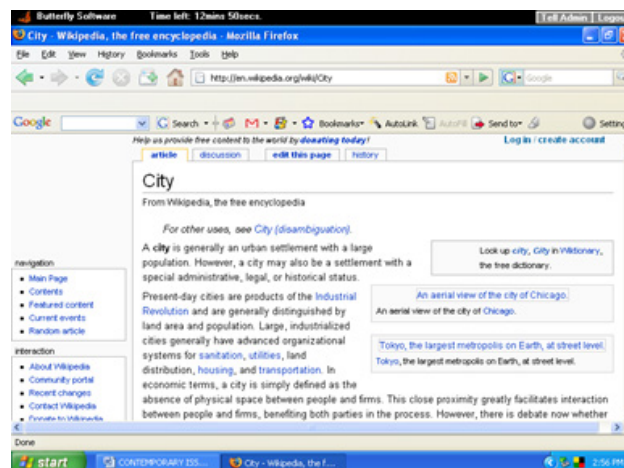 Butterfly Software Time left: 12mins 50secs. Tell Admin | Logout
City - Wikipedia, the free encyclopedia - Mozilla Firefox
File Edit View History Bookmarks Tools Help
http://en.wikipedia.org/wiki/City Google
Google Search Bookmarks AutoLink AutoFill Send to Setting
Help us provide free content to the world by donating today! Log in / create account
article discussion edit this page history
City
From Wikipedia, the free encyclopedia
For other uses, see City (disambiguation).
A city is generally an urban settlement with a large
population. However, a city may also be a settlement with a
special administrative, legal, or historical status.
Look up city, City in Wiktionary,
the free dictionary.
Present-day cities are products of the Industrial
Revolution and are generally distinguished by
land area and population. Large, industrialized
cities generally have advanced organizational
systems for sanitation, utilities, land
distribution, housing, and transportation. In
economic terms, a city is simply defined as the
absence of physical space between people and firms. This close proximity greatly facilitates interaction
between people and firms, benefiting both parties in the process. However, there is debate now whether
An aerial view of the city of Chicago.
An aerial view of the city of Chicago.
Tokyo, the largest metropolis on Earth, at street level.
Tokyo, the largest metropolis on Earth, at street level.
navigation
Main Page
Contents
Featured content
Current events
Random article
interaction
About Wikipedia
Community portal
Recent changes
Contact Wikipedia
Donate to Wikipedia
Done
start CONTEMPORARY ISS... City - Wikipedia, the f... 2:56 PM